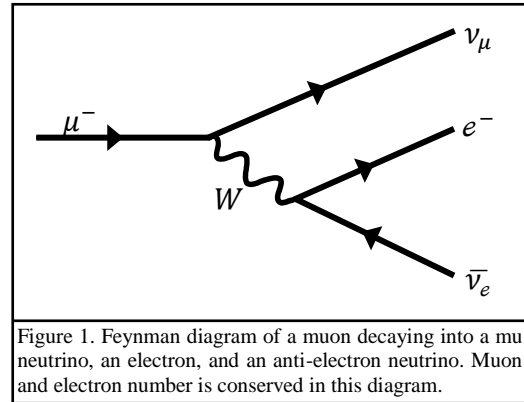 ν_μ
μ⁻
e⁻
W
ν̄_e
Figure 1. Feynman diagram of a muon decaying into a mu
neutrino, an electron, and an anti-electron neutrino. Muon
and electron number is conserved in this diagram.